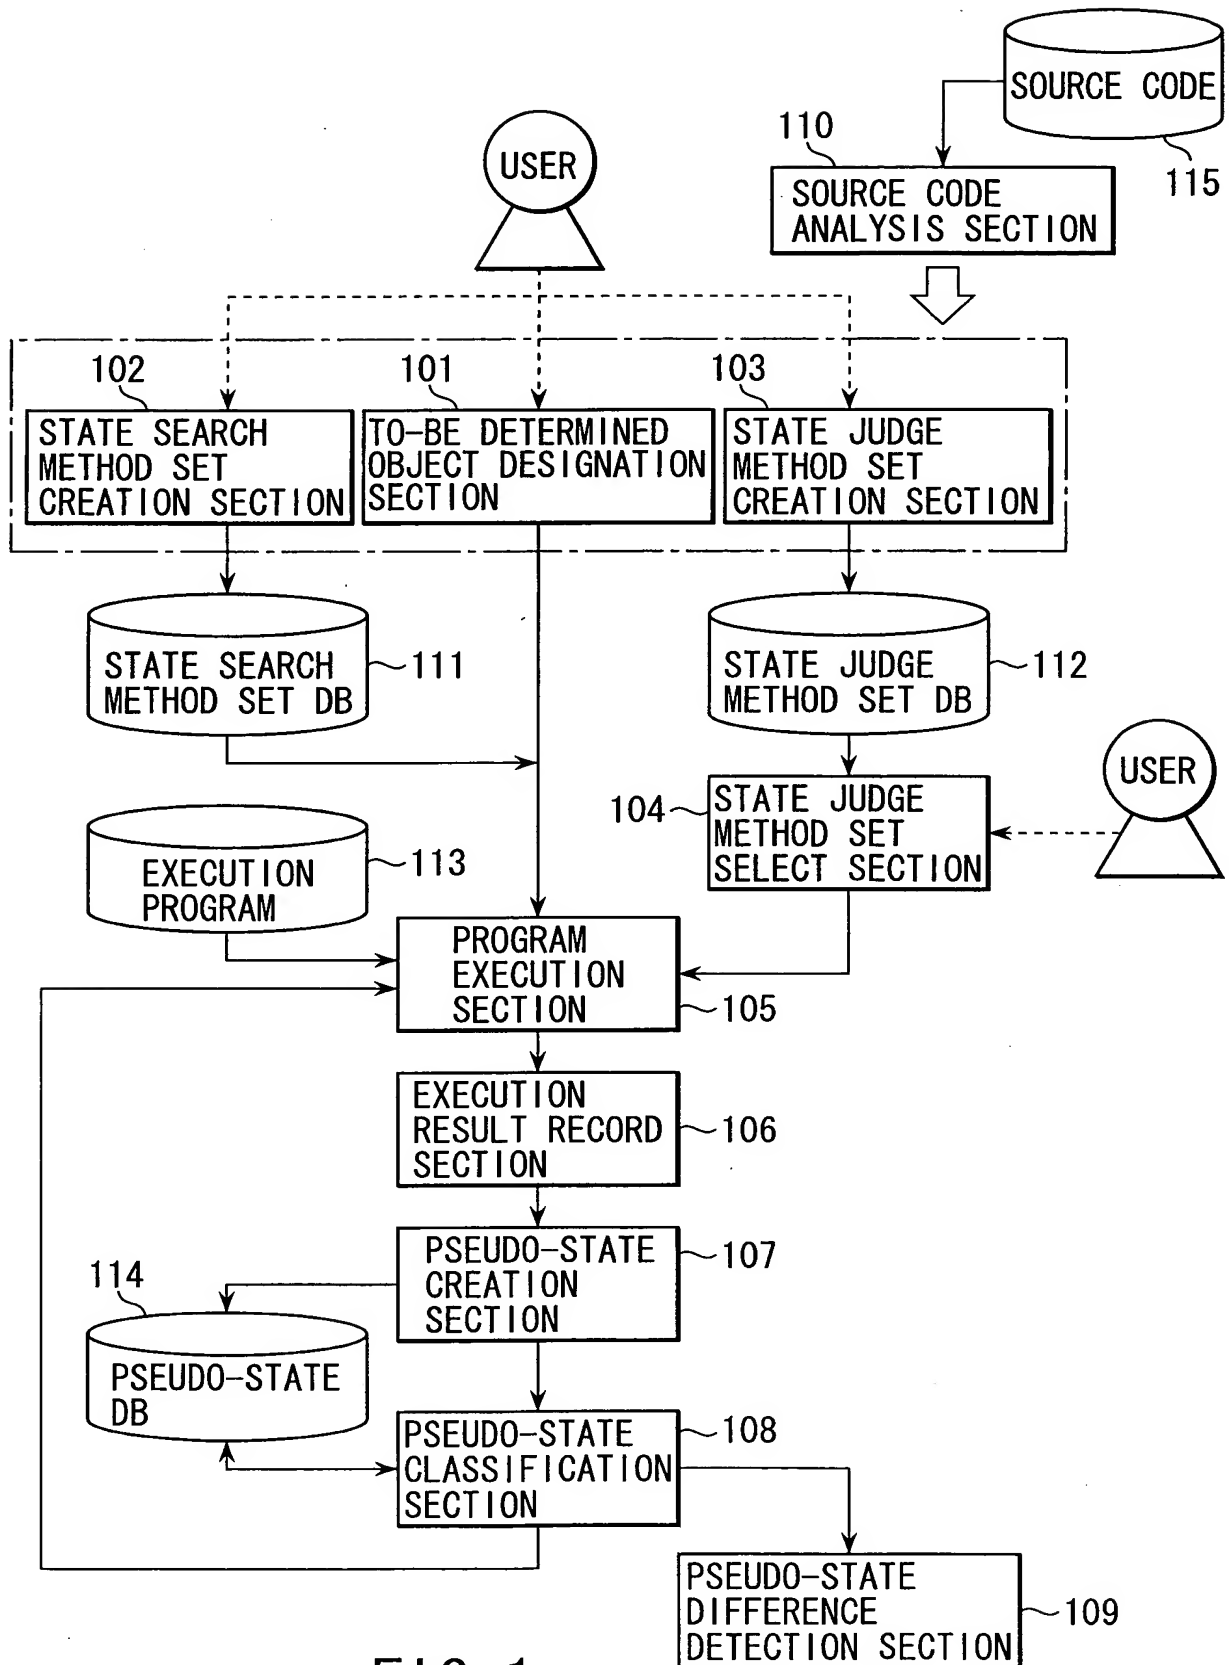 SOURCE CODE
115
110
USER
SOURCE CODE
ANALYSIS SECTION
102
101
103
STATE SEARCH
METHOD SET
CREATION SECTION
TO-BE DETERMINED
OBJECT DESIGNATION
SECTION
STATE JUDGE
METHOD SET
CREATION SECTION
STATE SEARCH
METHOD SET DB
111
STATE JUDGE
METHOD SET DB
112
USER
104
STATE JUDGE
METHOD SET
SELECT SECTION
EXECUTION
PROGRAM
113
PROGRAM
EXECUTION
SECTION
105
EXECUTION
RESULT RECORD
SECTION
106
PSEUDO-STATE
CREATION
SECTION
107
114
PSEUDO-STATE
DB
PSEUDO-STATE
CLASSIFICATION
SECTION
108
PSEUDO-STATE
DIFFERENCE
DETECTION SECTION
109
FIG. 1